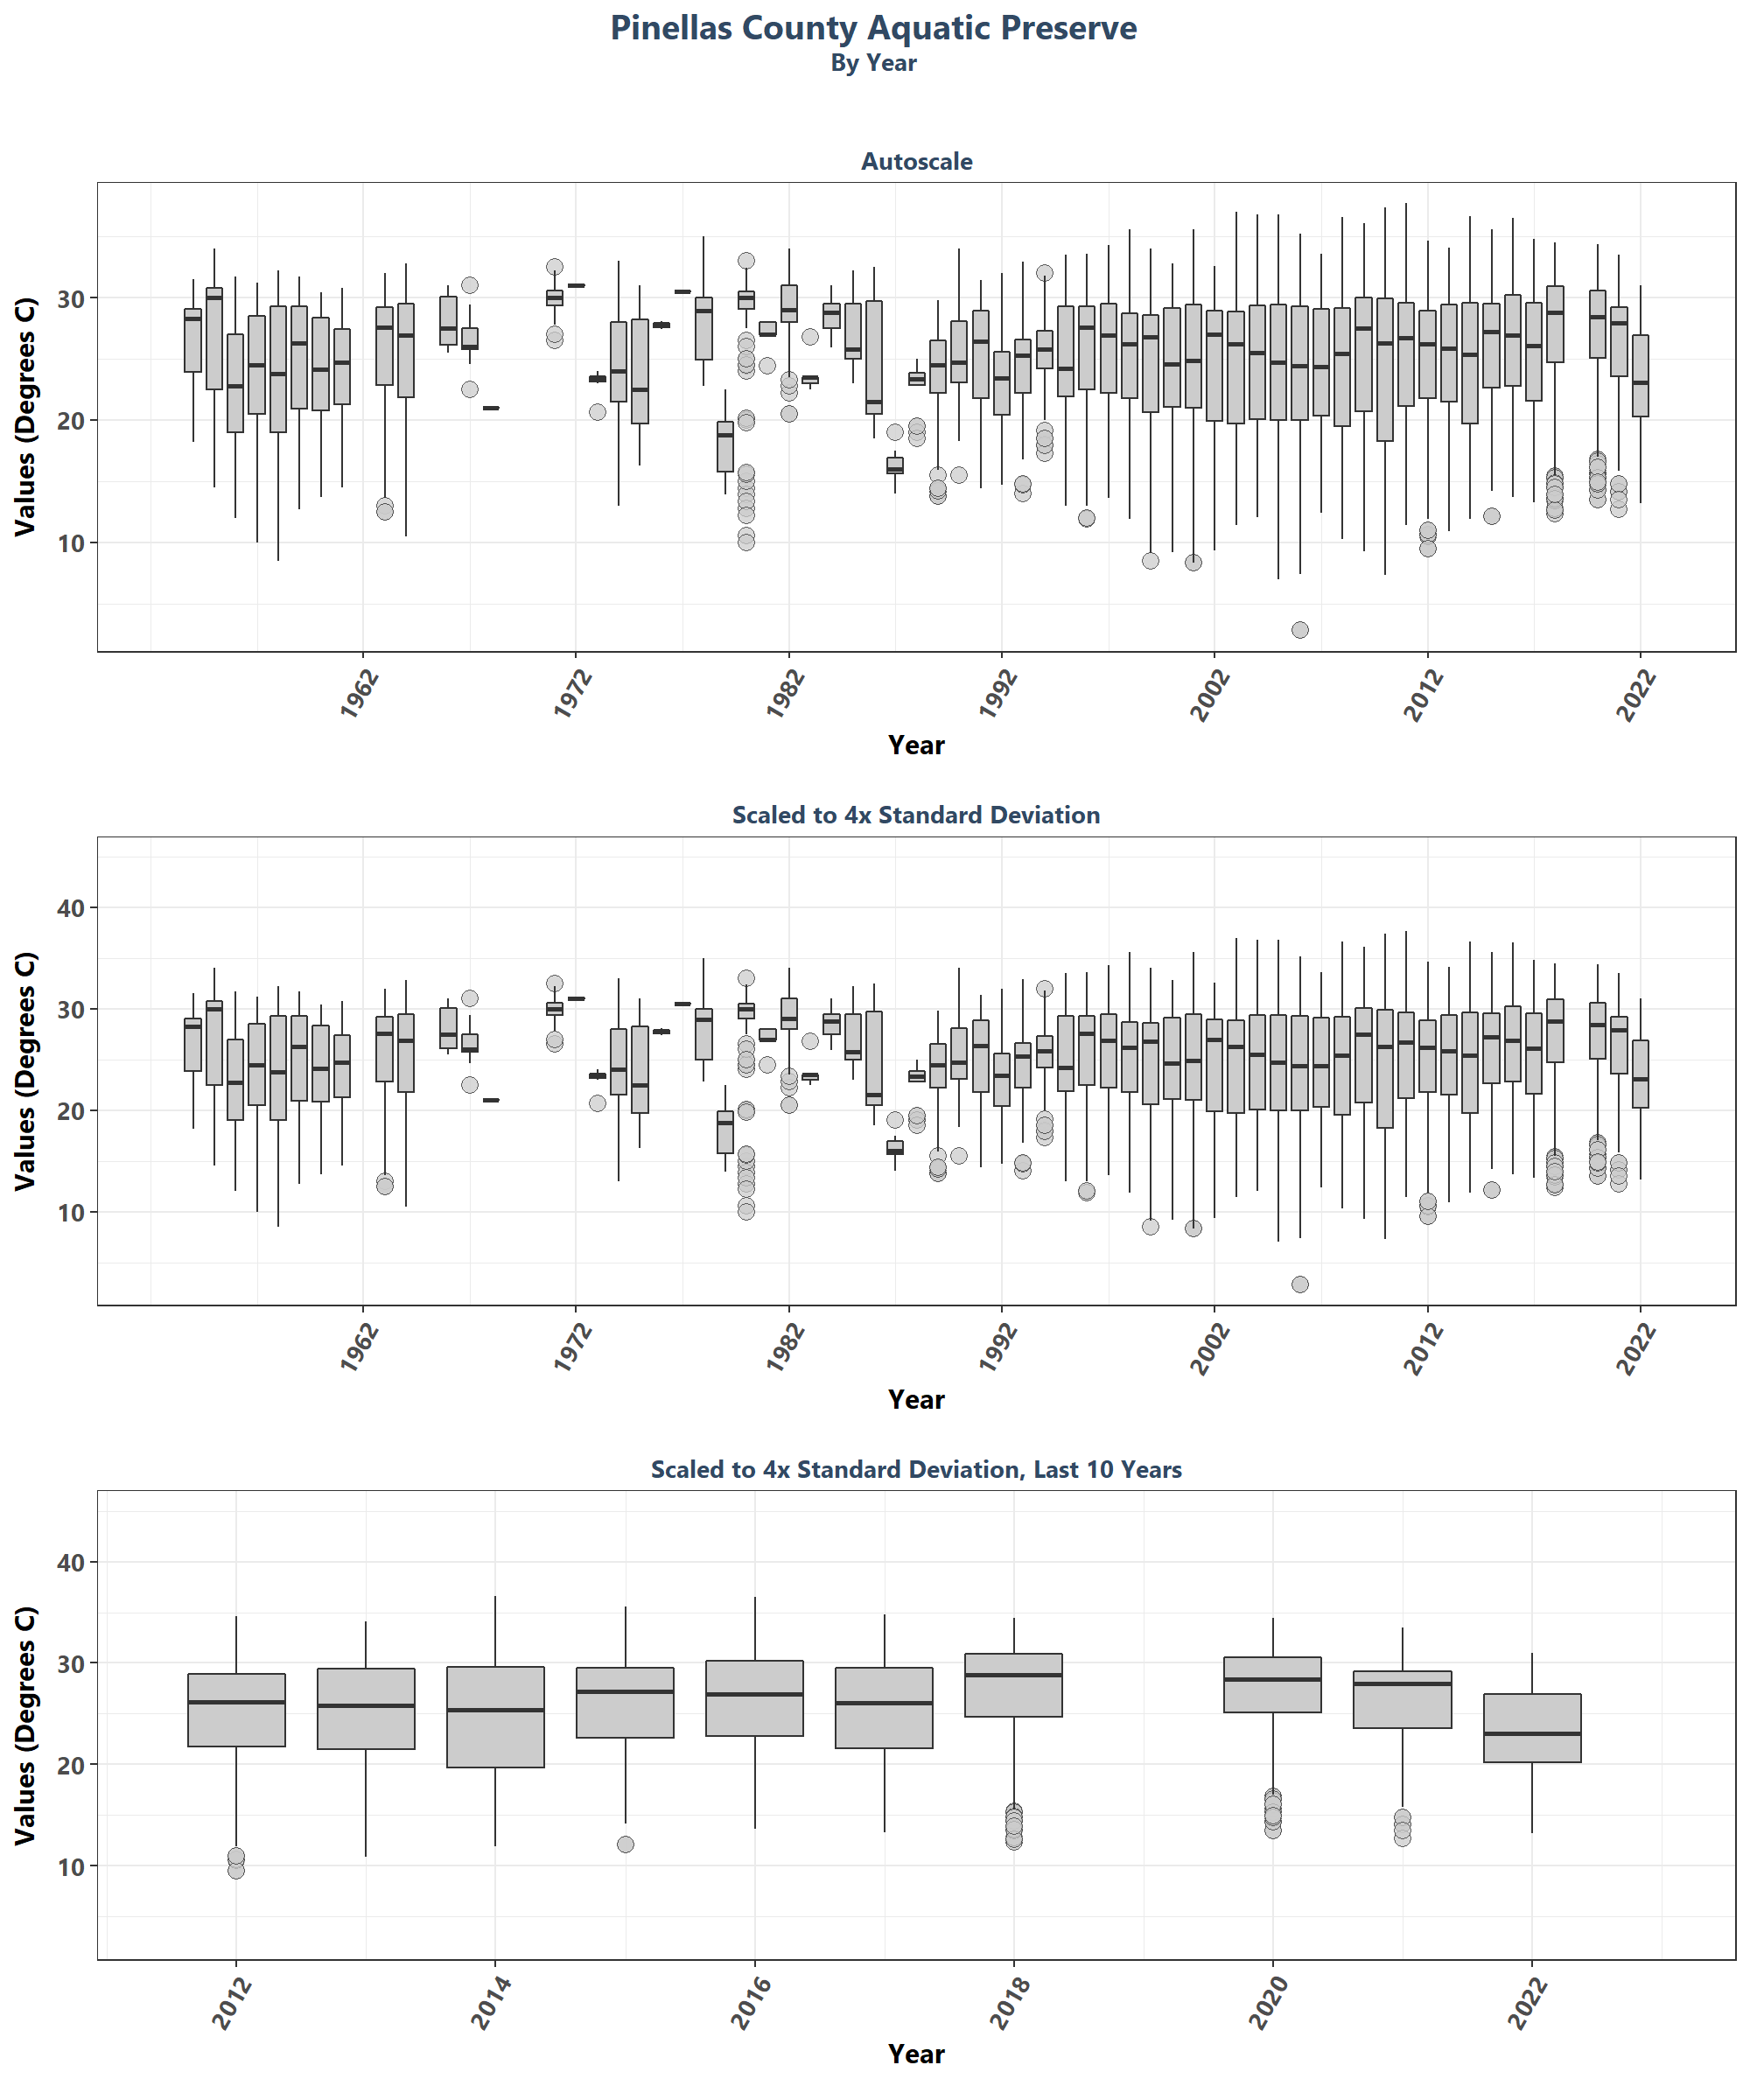 Pinellas County Aquatic Preserve
By Year
Autoscale
Values (Degrees C)
30
20
10
1962
1972
1982
1992
2002
2012
2022
Year
Scaled to 4x Standard Deviation
Values (Degrees C)
40
30
20
10
1962
1972
1982
1992
2002
2012
2022
Year
Scaled to 4x Standard Deviation, Last 10 Years
Values (Degrees C)
40
30
20
10
2012
2014
2016
2018
2020
2022
Year